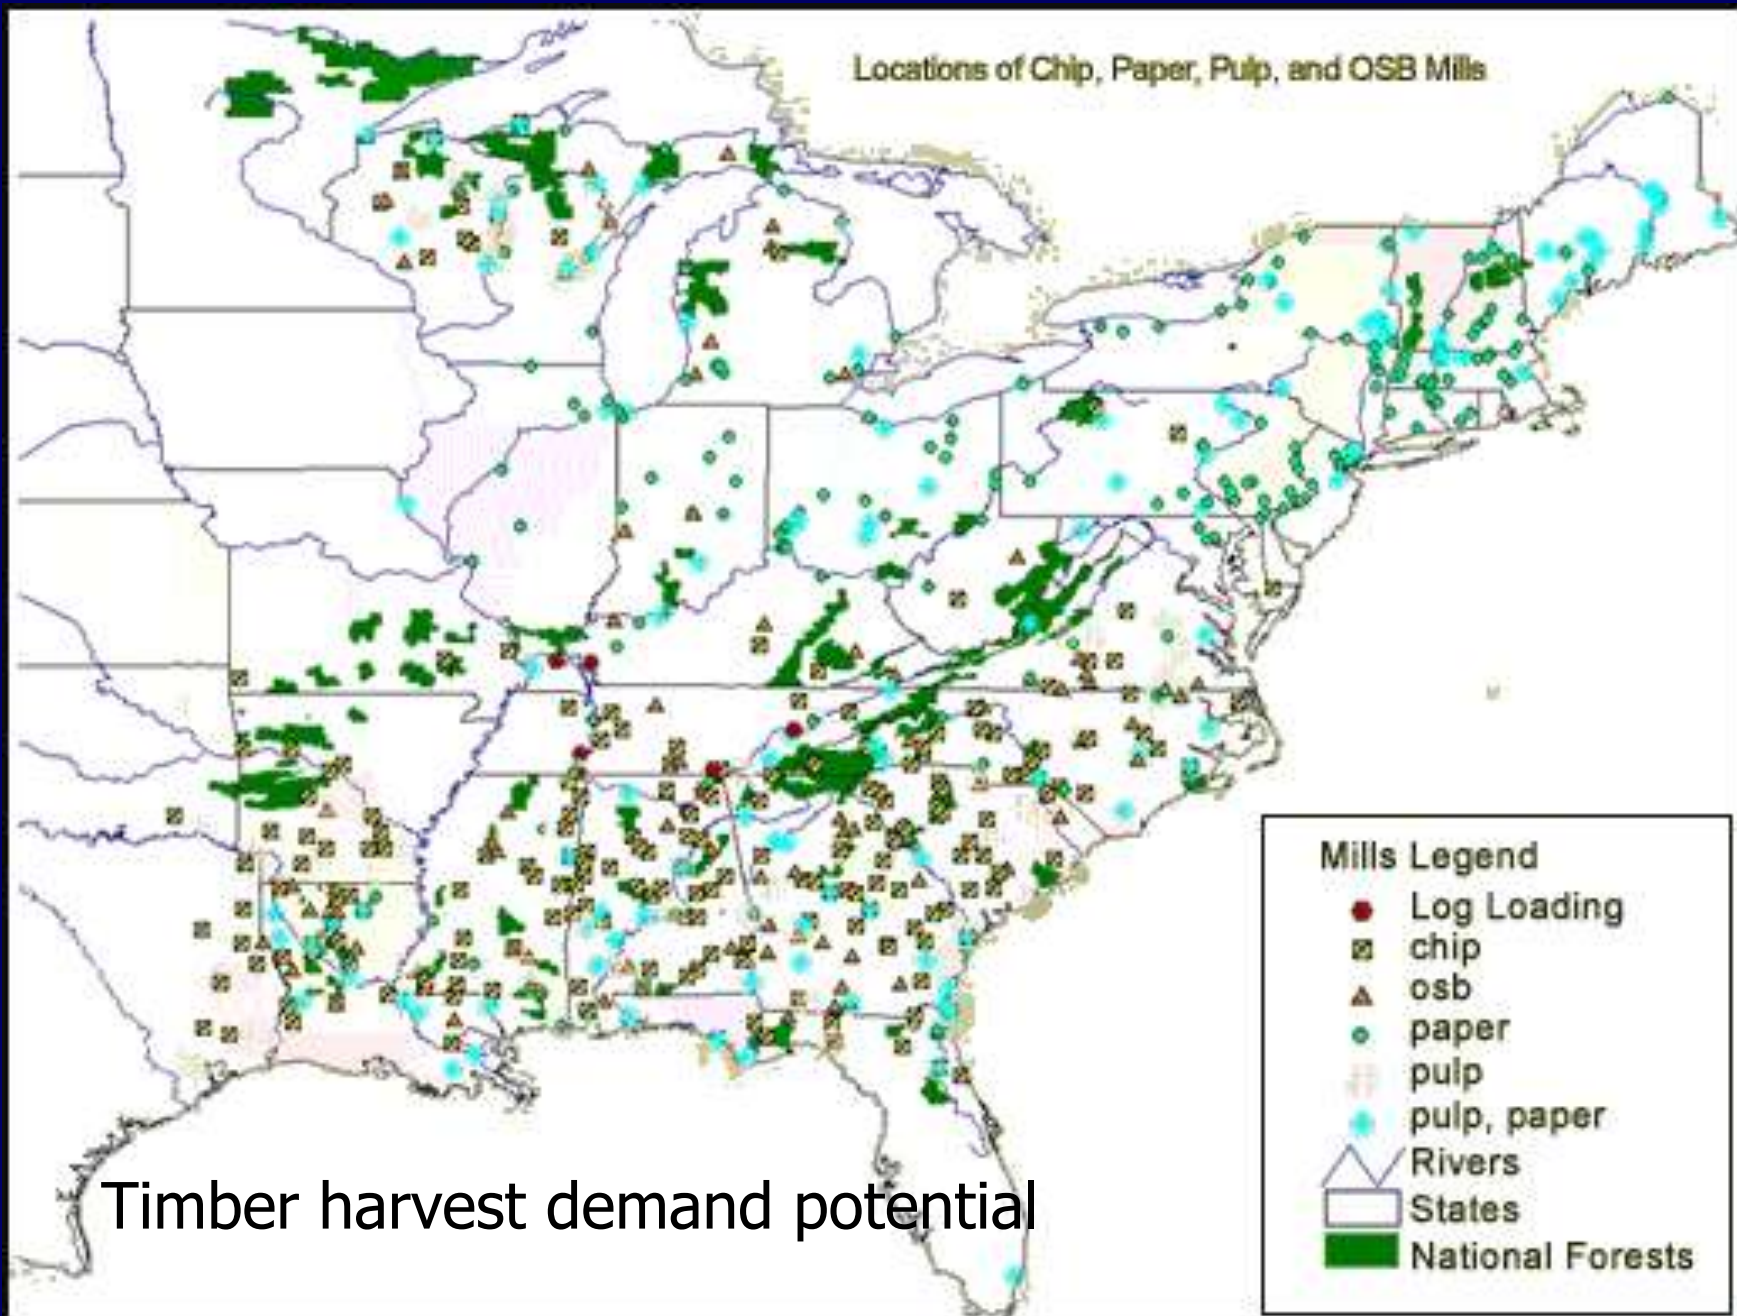 Locations of Chip, Paper, Pulp, and OSB Mills
Mills Legend
Log Loading
chip
osb
paper
pulp
pulp, paper
Rivers
States
National Forests
Timber harvest demand potential